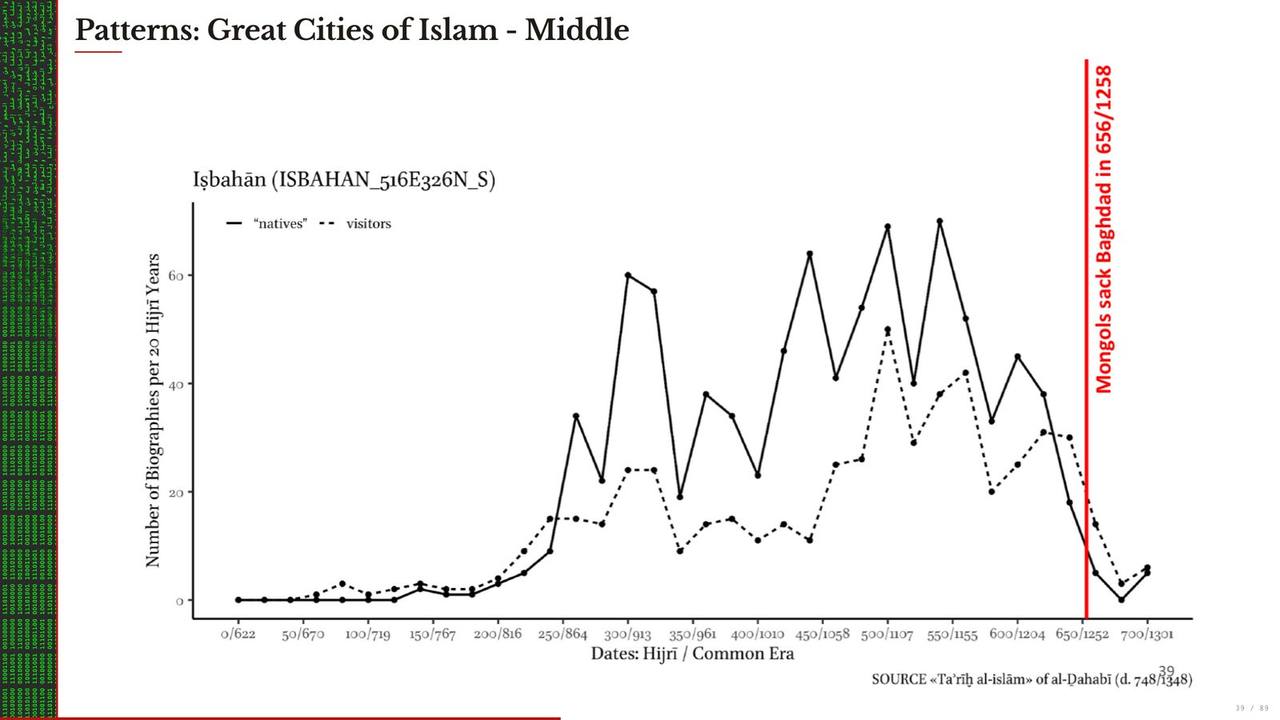 Patterns: Great Cities of Islam - Middle
Mongols sack Baghdad in 656/1258
Iṣbahān (ISBAHAN_516E326N_S)
“natives” visitors
Number of Biographies per 20 Hijrī Years
60
40
20
0
0/622 50/670 100/719 150/767 200/816 250/864 300/913 350/961 400/1010 450/1058 500/1107 550/1155 600/1204 650/1252 700/1301
Dates: Hijrī / Common Era
39
SOURCE «Taʾrīḫ al-islām» of al-Ḏahabī (d. 748/1348)
39 / 89